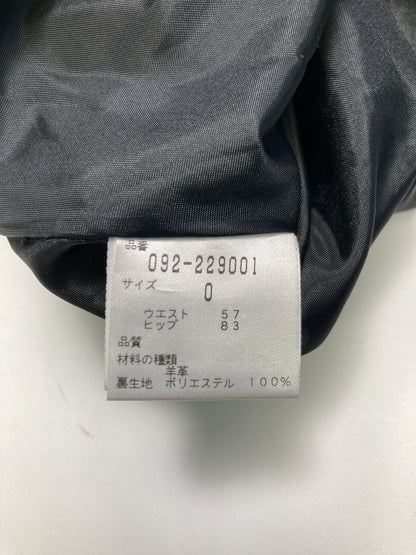 品番
092-229001
サイズ
0
ウエスト 57
ヒップ 83
品質
材料の種類
羊革
裏生地 ポリエステル 100%